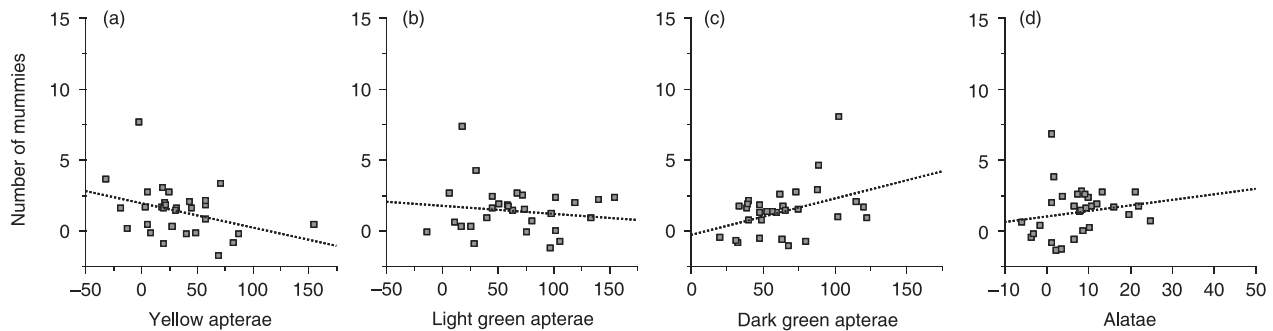 (a) (b) (c) (d)
15 15 15 15
10 10 10 10
5 5 5 5
0 0 0 0
Number of mummies
–50 0 50 100 150
–50 0 50 100 150
0 50 100 150
–10 0 10 20 30 40 50
Yellow apterae
Light green apterae
Dark green apterae
Alatae